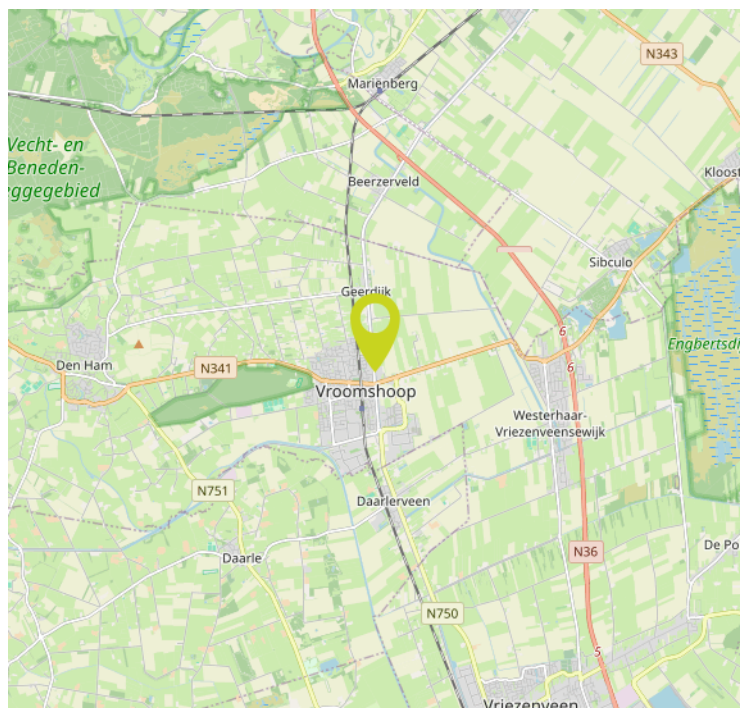 N343
Mariënberg
Vecht- en
Beneden-
eggegebied
Beerzerveld
Kloost
Sibculo
Geerdijk
6
Engbertsdij
6
Den Ham
N341
Vroomshoop
Westerhaar-
Vriezenveensewijk
N751
Daarlerveen
Daarle
N36
De Po
N750
5
Vriezenveen